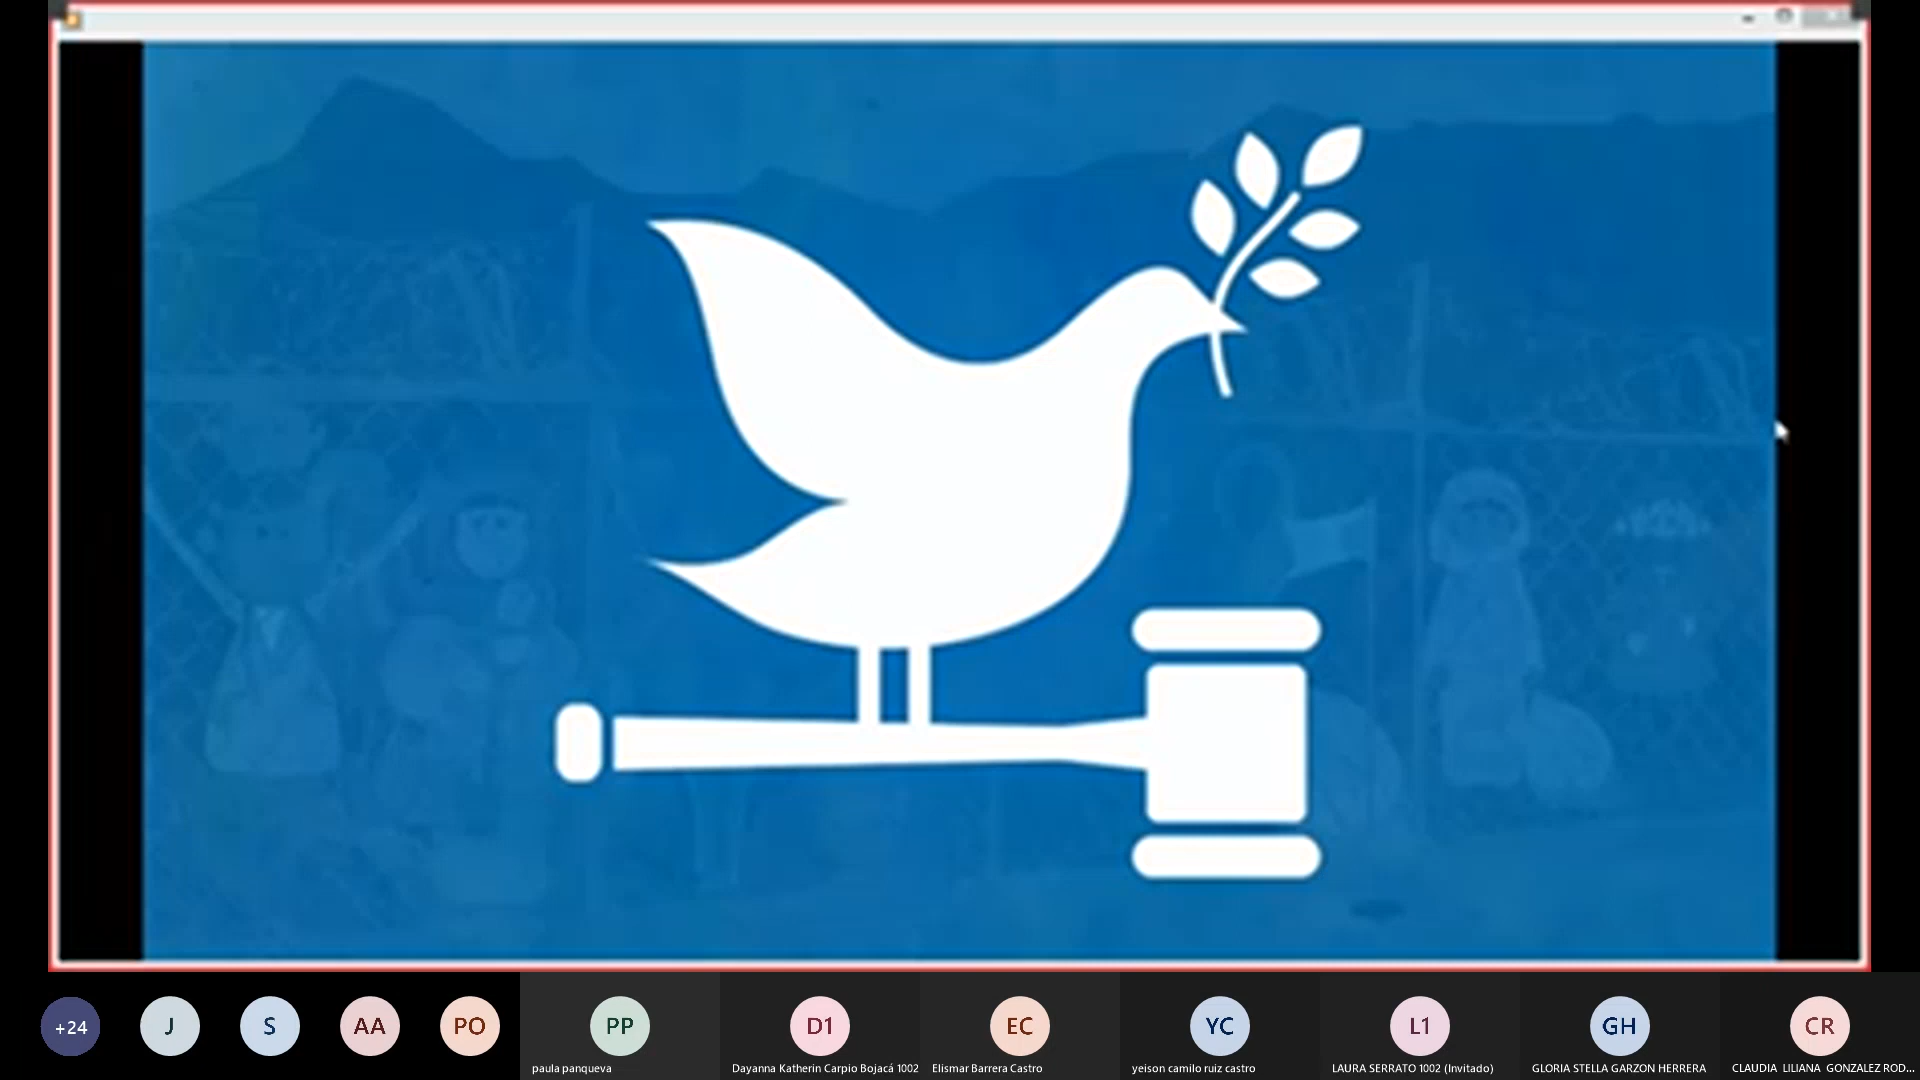 +24
J
S
AA
PO
PP
D1
EC
YC
L1
GH
CR
paula panqueva
Dayanna Katherin Carpio Bojacá 1002
Elismar Barrera Castro
yeison camilo ruiz castro
LAURA SERRATO 1002 (Invitado)
GLORIA STELLA GARZON HERRERA
CLAUDIA LILIANA GONZALEZ ROD...